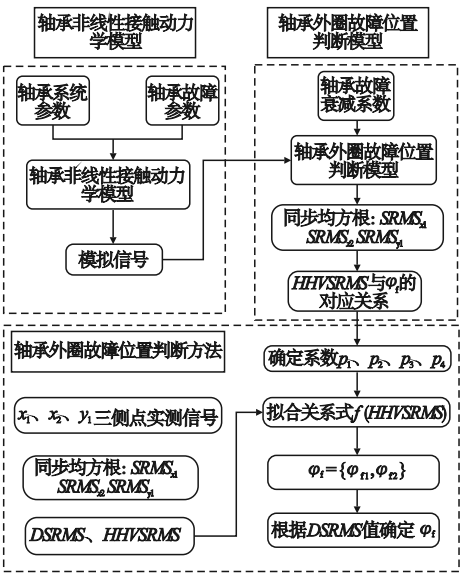 轴承非线性接触动力
学模型
轴承系统
参数
轴承故障
参数
轴承非线性接触动力
学模型
模拟信号
轴承外圈故障位置
判断模型
轴承故障
衰减系数
轴承外圈故障位置
判断模型
同步均方根: SRMSx1
SRMSx2 SRMSy1
HHVSRMS与φf的
对应关系
轴承外圈故障位置判断方法
x1、x2、y1三侧点实测信号
同步均方根: SRMSx1
SRMSx2 SRMSy1
DSRMS、HHVSRMS
确定系数p1、p2、p3、p4
拟合关系式f (HHVSRMS)
φf={φf1,φf2}
根据DSRMS值确定 φf